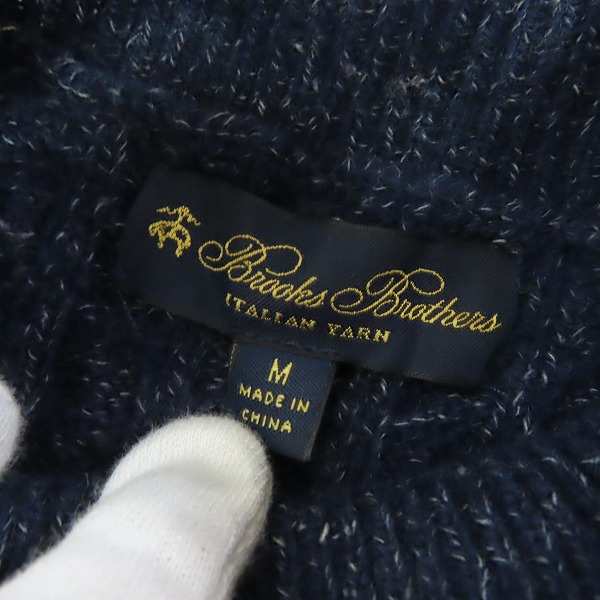 Brooks Brothers
ITALIAN YARN
M
MADE IN
CHINA